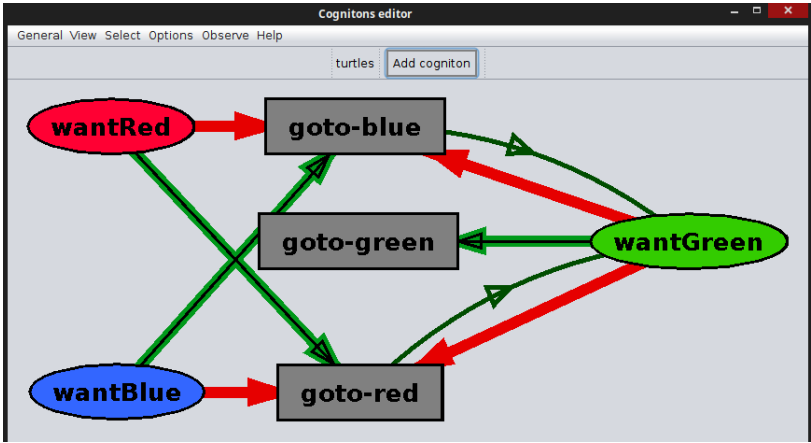 Cognitons editor
General View Select Options Observe Help
turtles Add cogniton
wantRed goto-blue
goto-green wantGreen
wantBlue goto-red